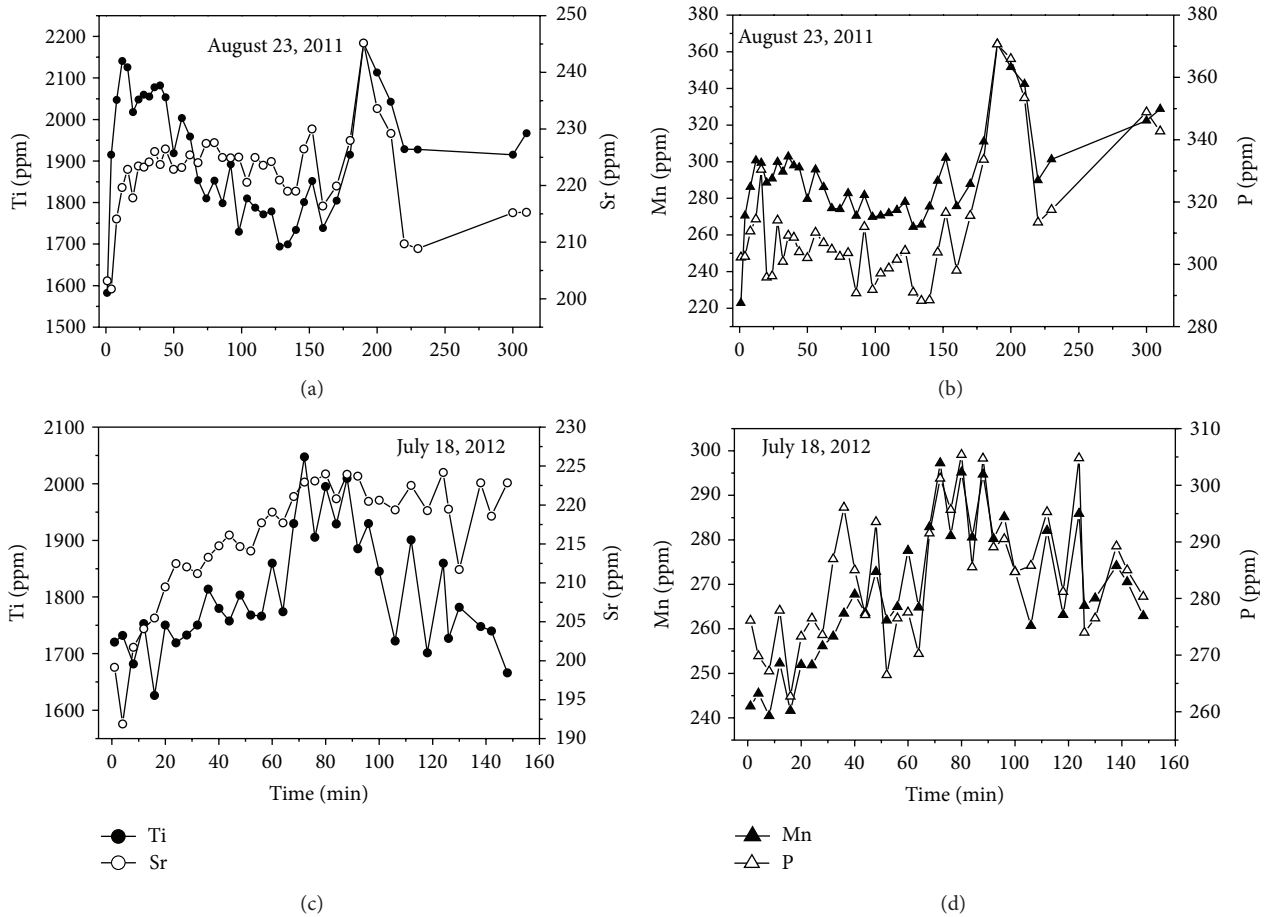 August 23, 2011
Ti (ppm)
2200
2100
2000
1900
1800
1700
1600
1500
Sr (ppm)
250
240
230
220
210
200
0 50 100 150 200 250 300
(a)
August 23, 2011
Mn (ppm)
380
360
340
320
300
280
260
240
220
P (ppm)
380
360
340
320
300
280
0 50 100 150 200 250 300
(b)
July 18, 2012
Ti (ppm)
2100
2000
1900
1800
1700
1600
Sr (ppm)
230
225
220
215
210
205
200
195
190
0 20 40 60 80 100 120 140 160
Time (min)
Ti
Sr
(c)
July 18, 2012
Mn (ppm)
300
290
280
270
260
250
240
P (ppm)
310
300
290
280
270
260
0 20 40 60 80 100 120 140 160
Time (min)
Mn
P
(d)